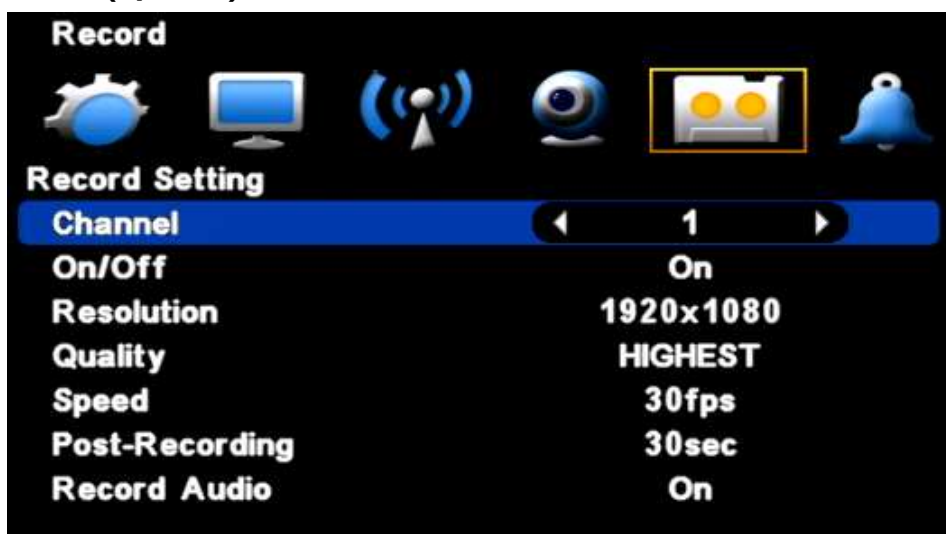 Record
Record Setting
Channel 1
On/Off On
Resolution 1920x1080
Quality HIGHEST
Speed 30fps
Post-Recording 30sec
Record Audio On